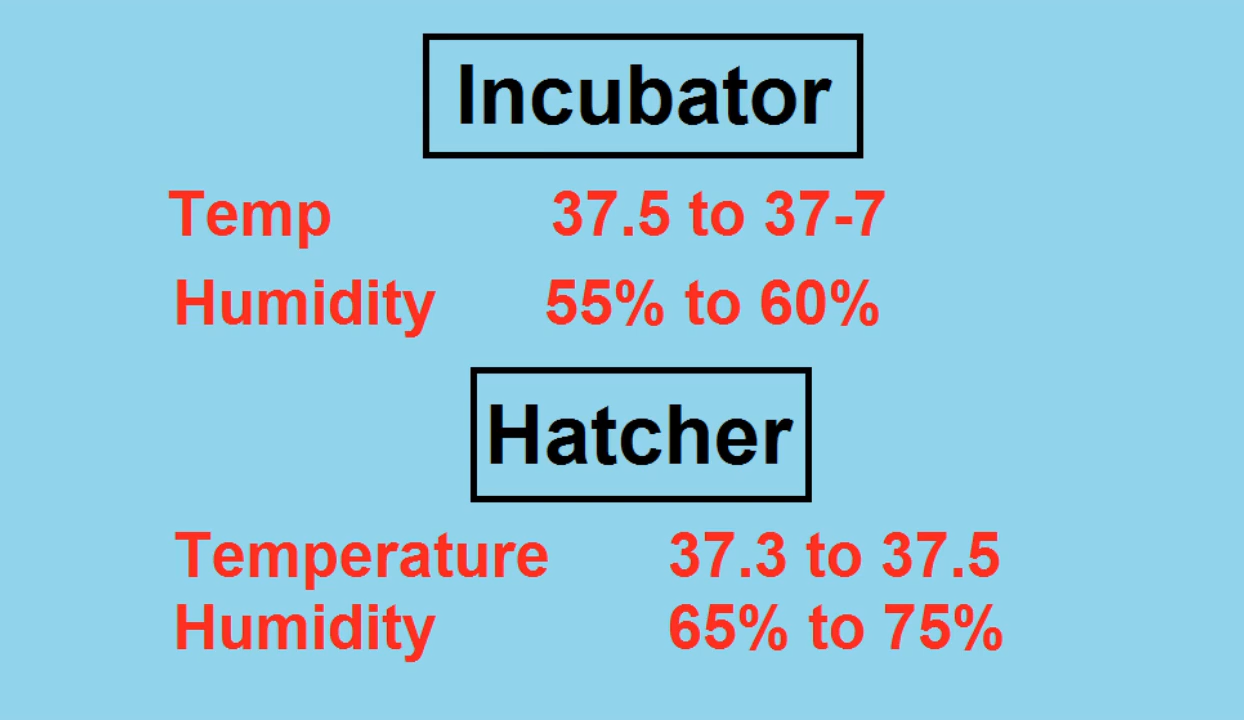 Incubator
Temp 37.5 to 37-7
Humidity 55% to 60%
Hatcher
Temperature 37.3 to 37.5
Humidity 65% to 75%